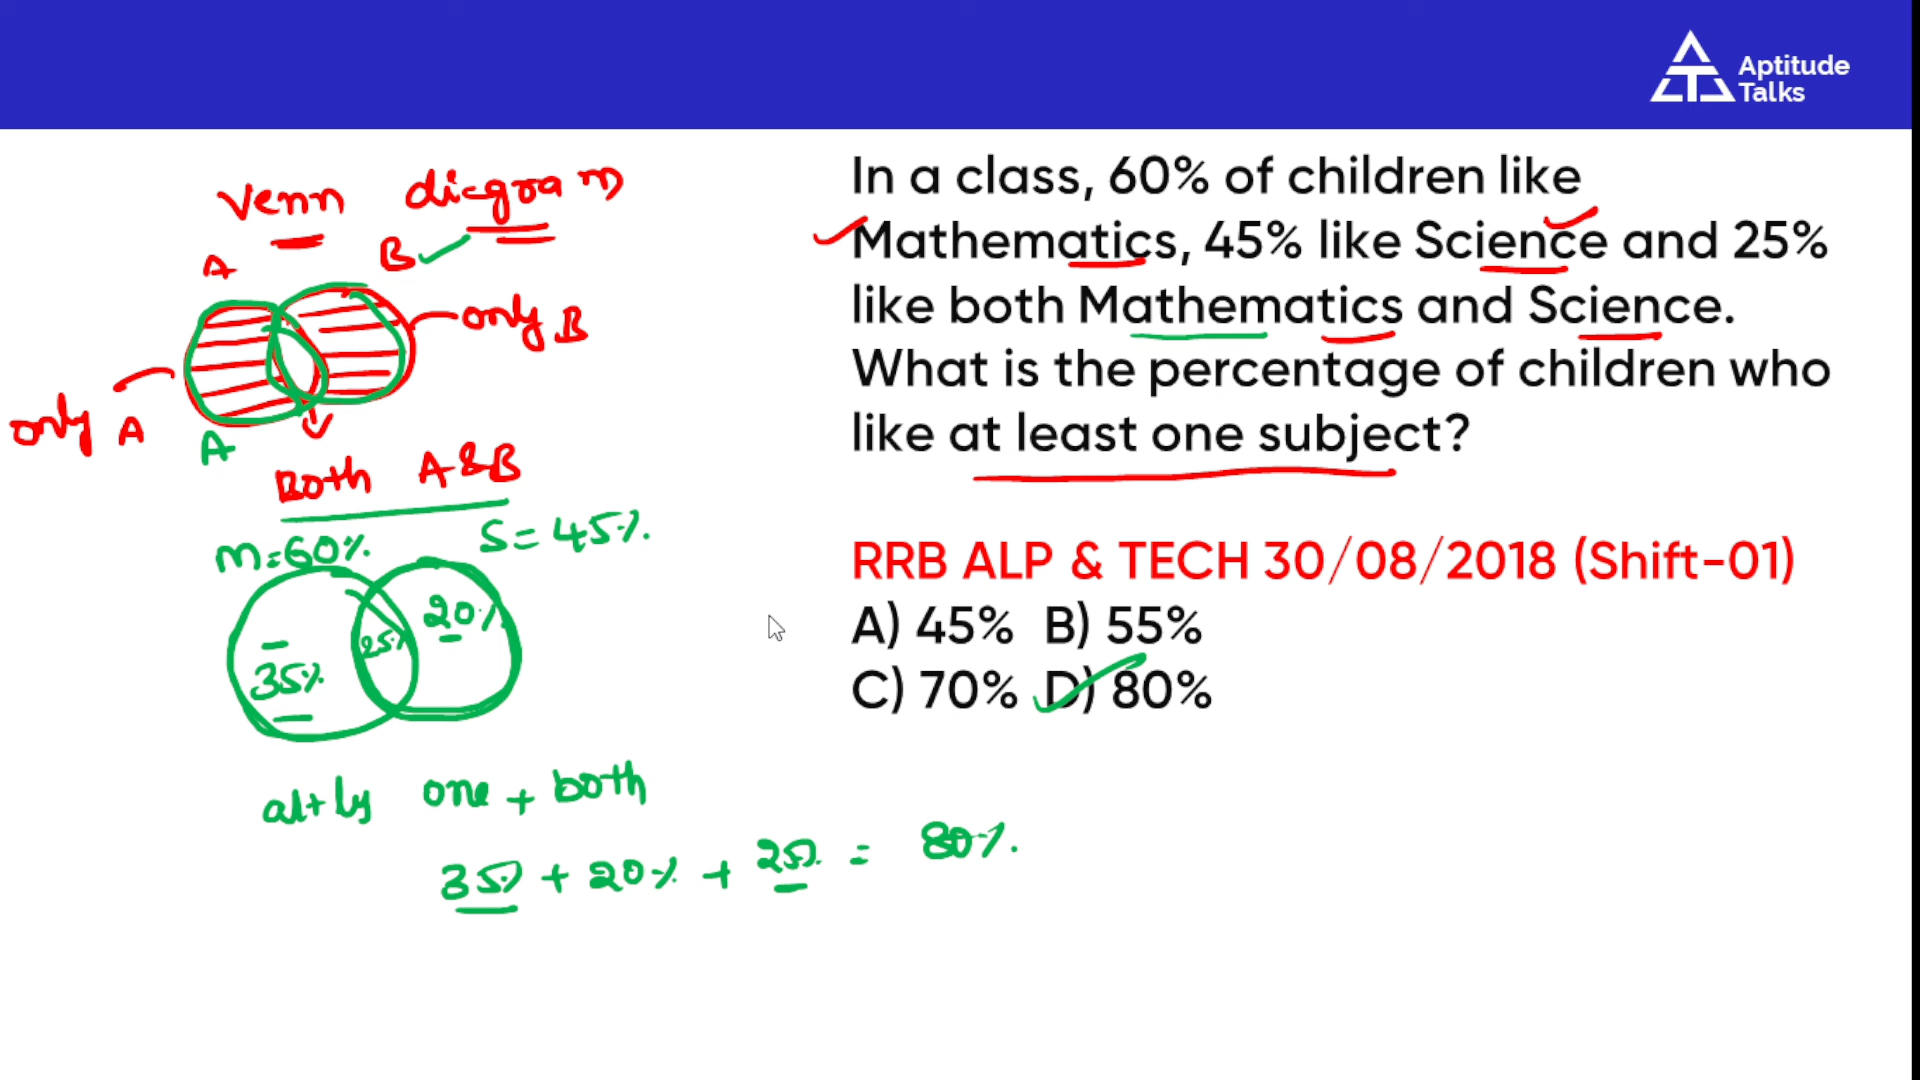 Aptitude
Talks
Venn diagram
A B
only B
only A
A
Both A&B
m=60% S=45%
35% 25% 20%
one + both
35% + 20% + 25% = 80%
In a class, 60% of children like
Mathematics, 45% like Science and 25%
like both Mathematics and Science.
What is the percentage of children who
like at least one subject?
RRB ALP & TECH 30/08/2018 (Shift-01)
A) 45% B) 55%
C) 70% D) 80%